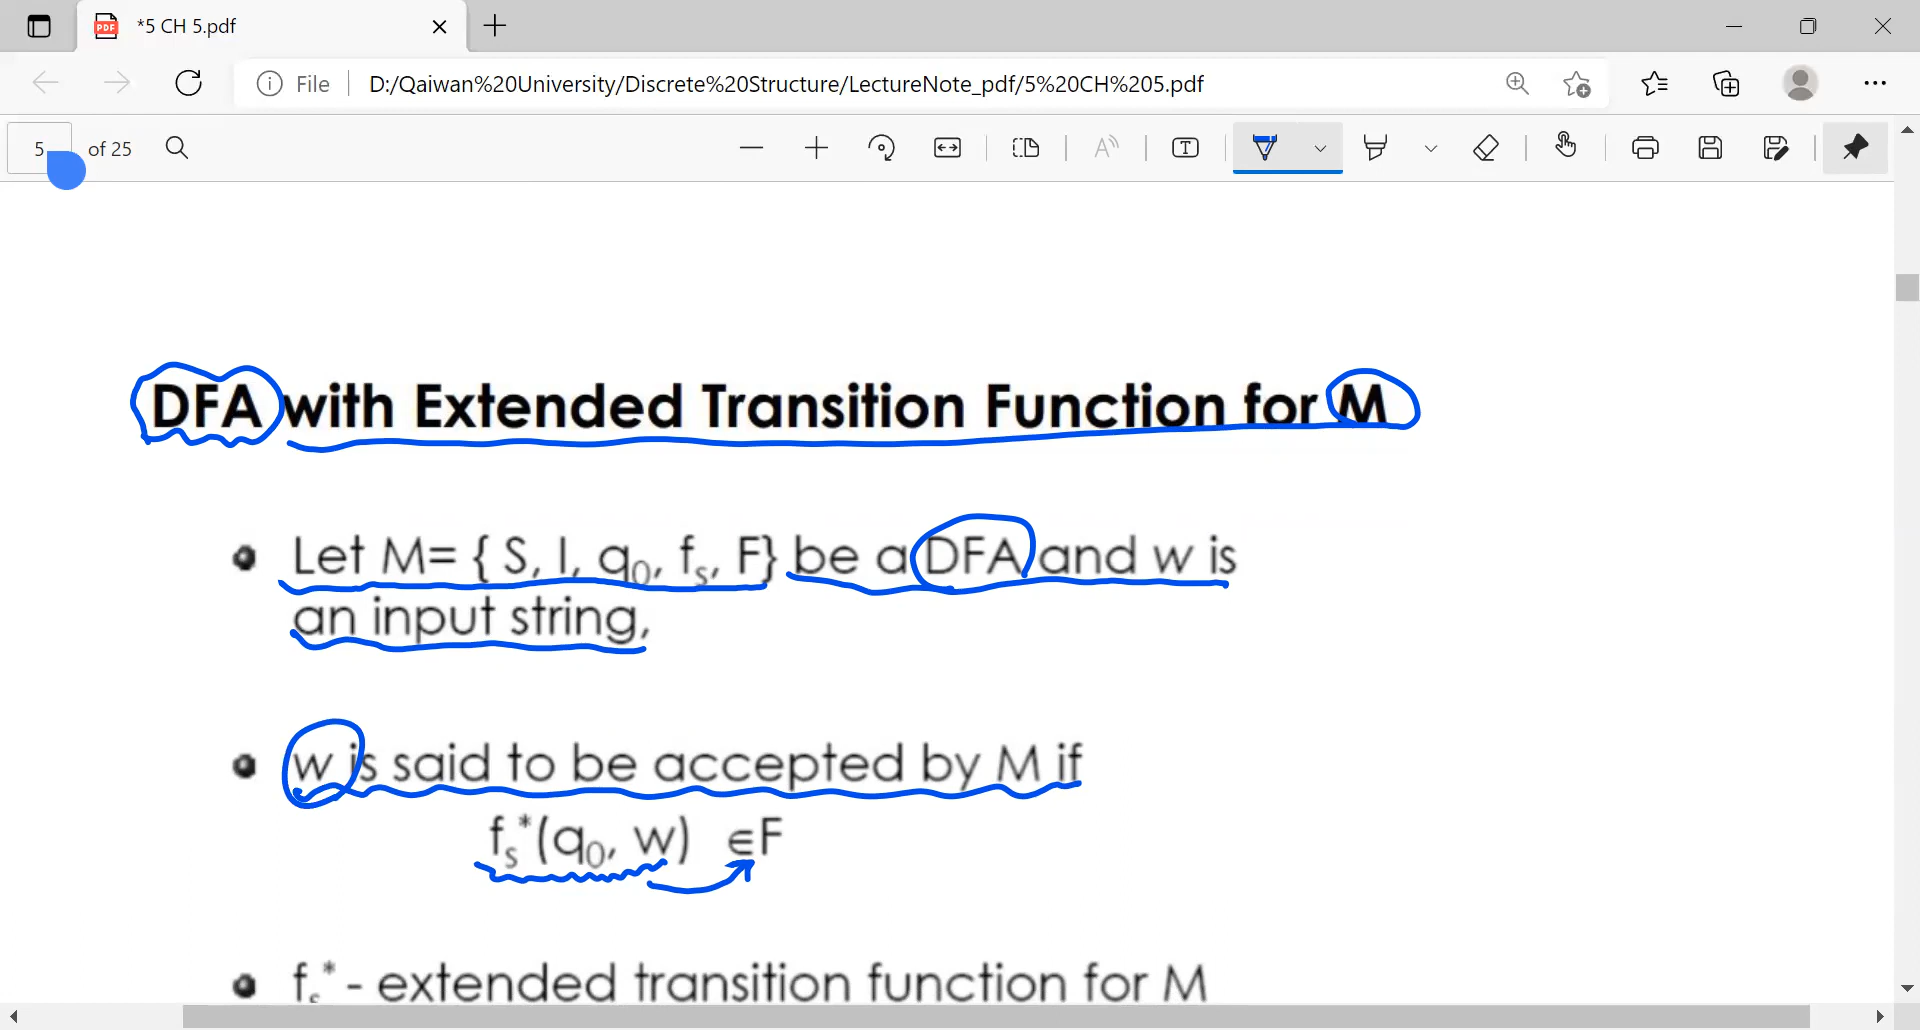 *5 CH 5.pdf
File D:/Qaiwan%20University/Discrete%20Structure/LectureNote_pdf/5%20CH%205.pdf
5 of 25
DFA with Extended Transition Function for M
Let M= { S, I, q₀, fₛ, F} be a DFA and w is
an input string,
w is said to be accepted by M if
fₛ*(q₀, w) ∈F
fₛ* - extended transition function for M